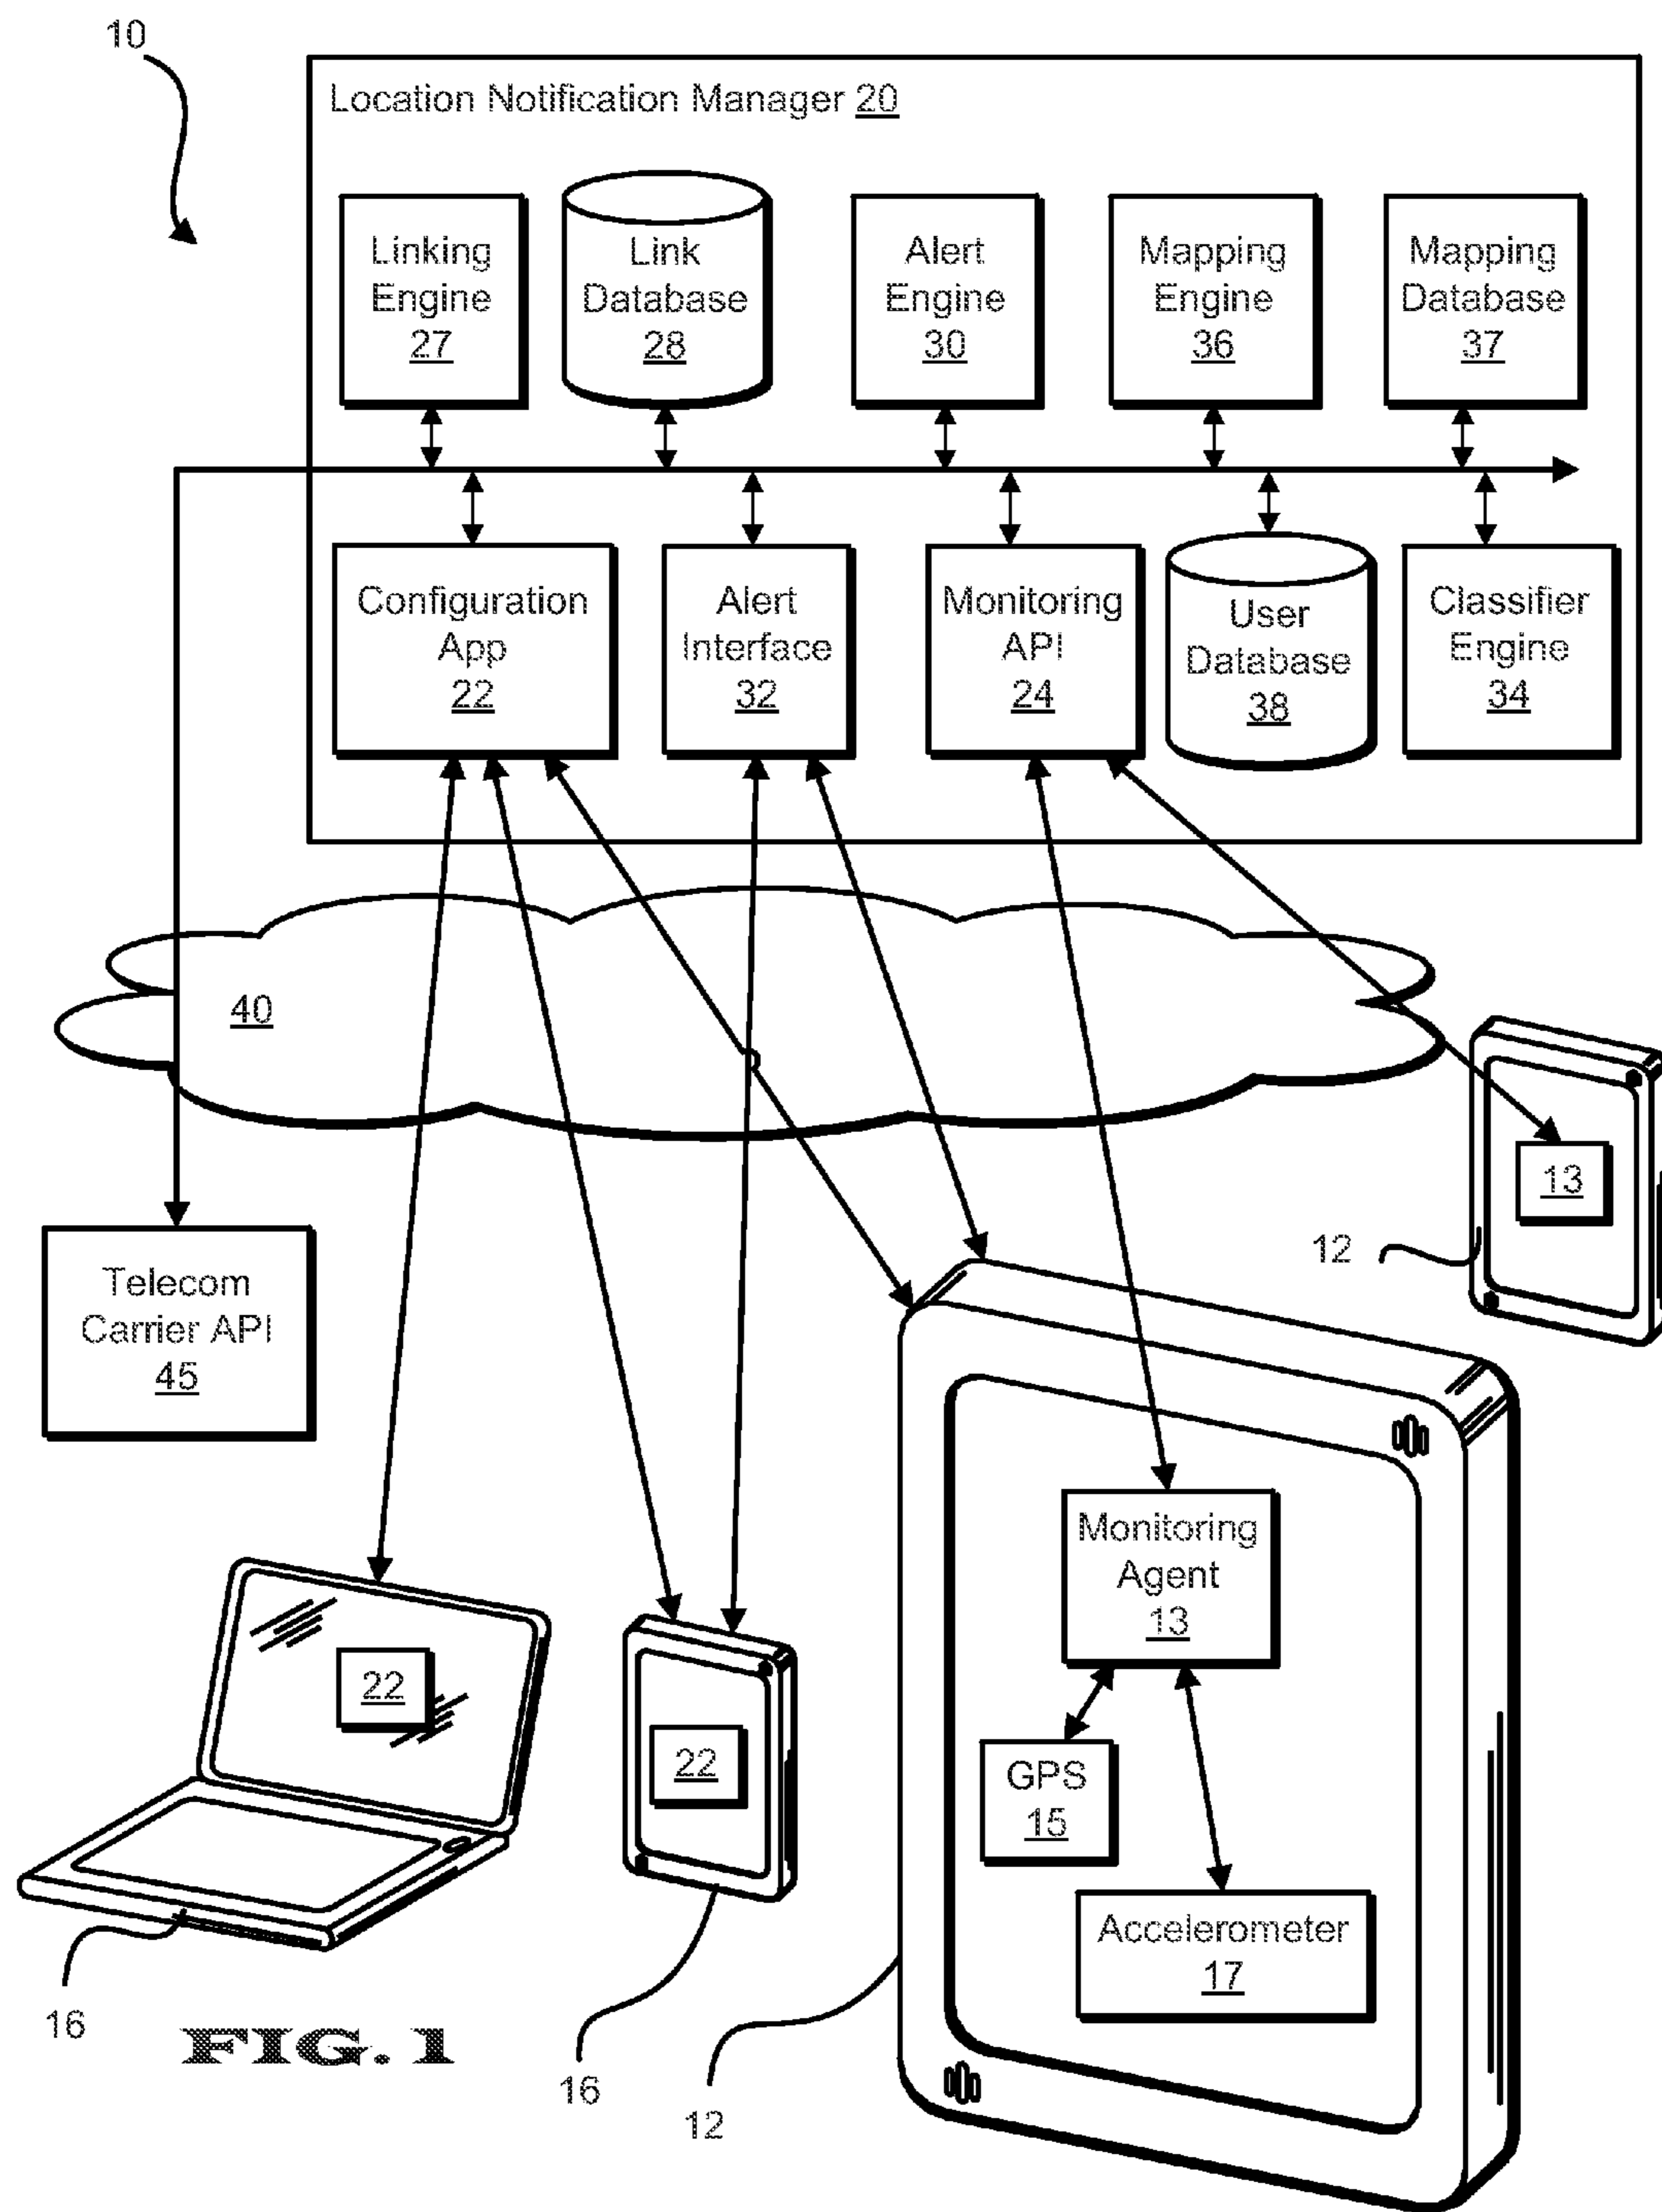 10
Location Notification Manager 20
Linking
Engine
27
Link
Database
28
Alert
Engine
30
Mapping
Engine
36
Mapping
Database
37
Configuration
App
22
Alert
Interface
32
Monitoring
API
24
User
Database
38
Classifier
Engine
34
40
13
12
Telecom
Carrier API
45
Monitoring
Agent
13
22
22
GPS
15
Accelerometer
17
16
FIG. 1
16
12